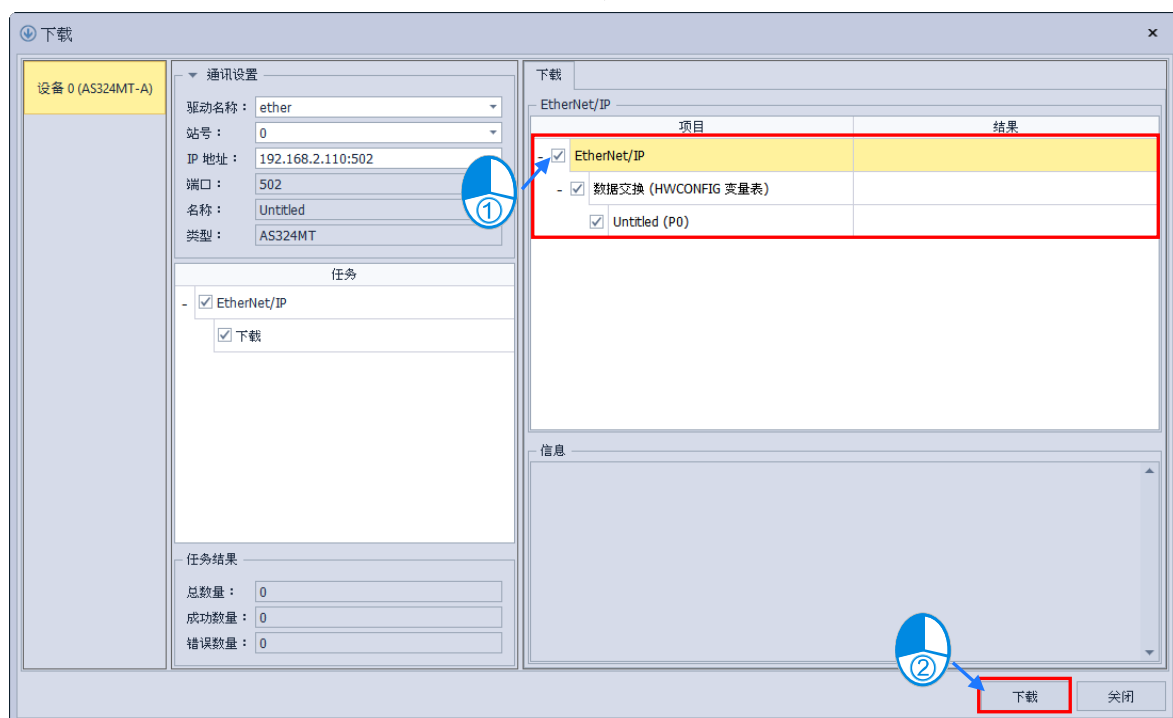 下载
×
设备 0 (AS324MT-A)
通讯设置
驱动名称： ether
站号： 0
IP 地址： 192.168.2.110:502
端口： 502
名称： Untitled
类型： AS324MT
任务
- EtherNet/IP
下载
任务结果
总数量： 0
成功数量： 0
错误数量： 0
下载
EtherNet/IP
项目 结果
- EtherNet/IP
- 数据交换 (HWCONFIG 变量表)
Untitled (P0)
①
信息
②
下载 关闭